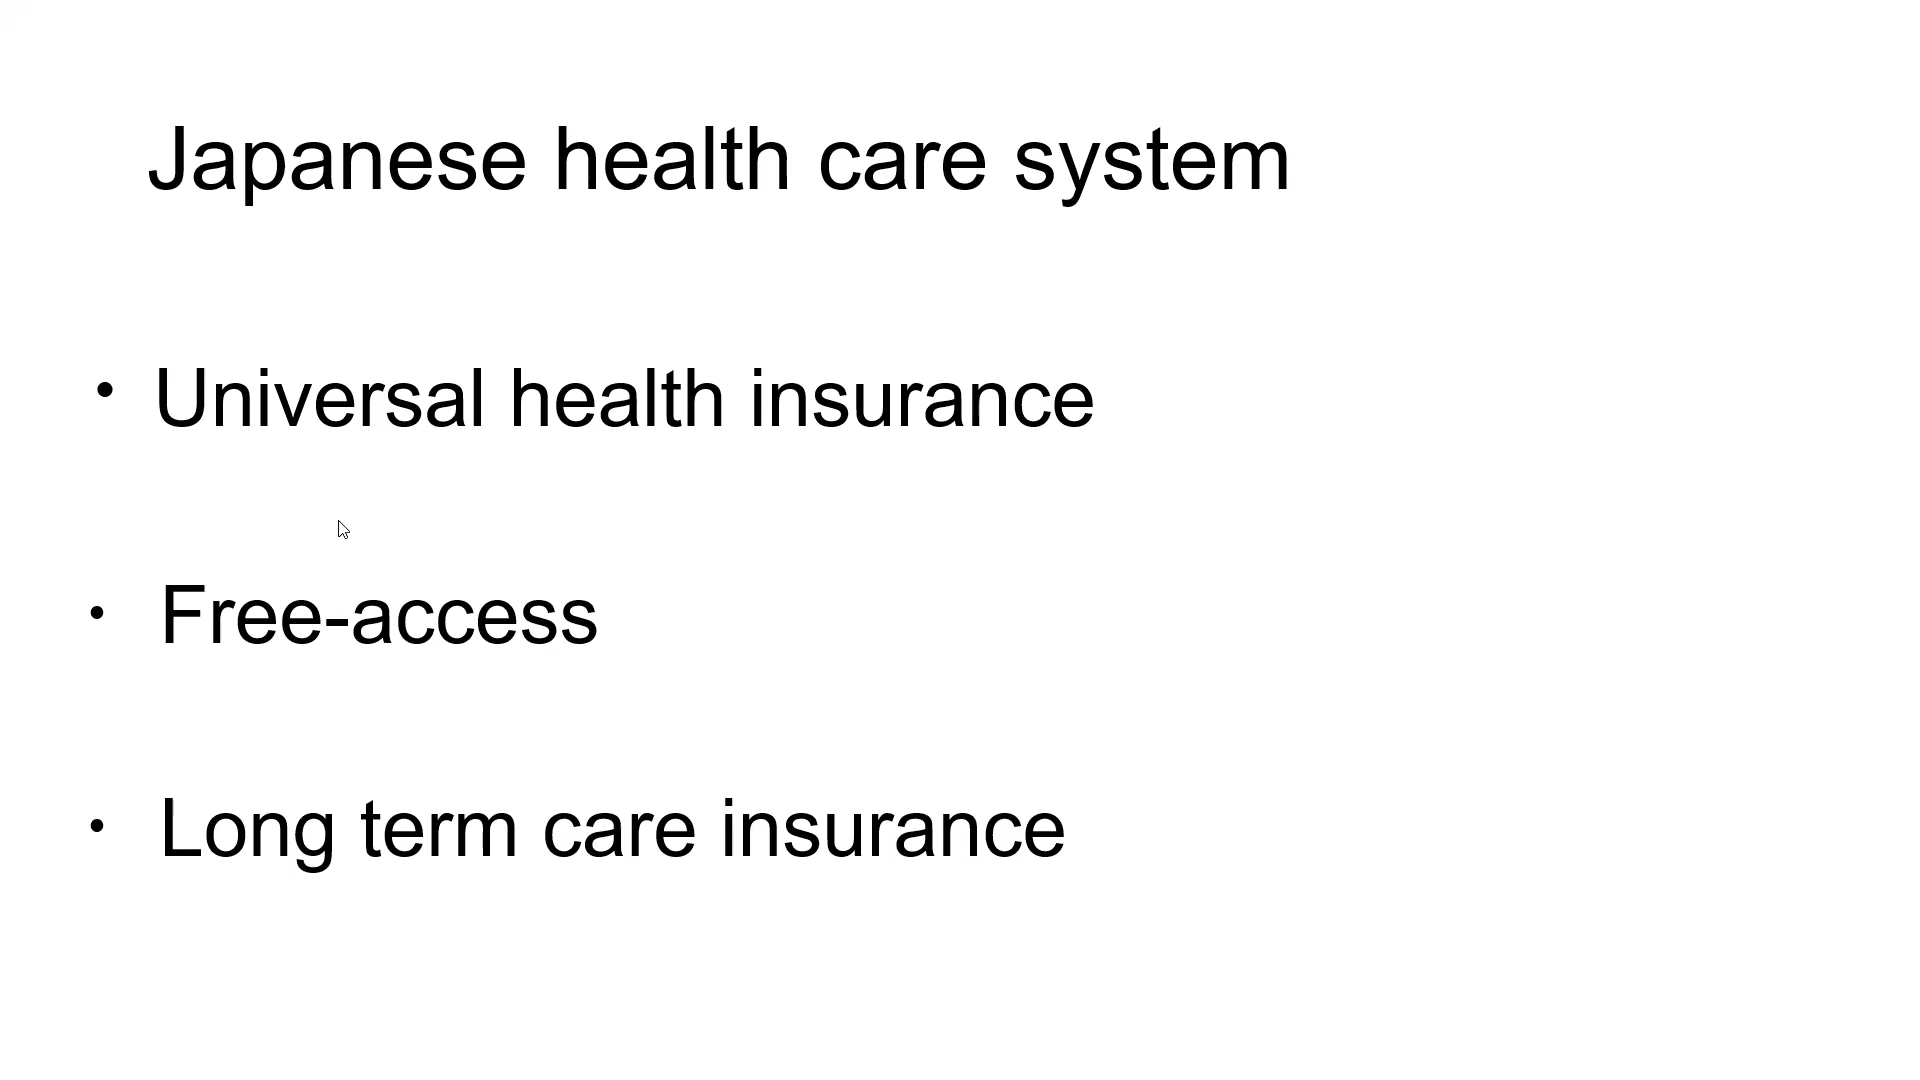 Japanese health care system
• Universal health insurance
• Free-access
• Long term care insurance